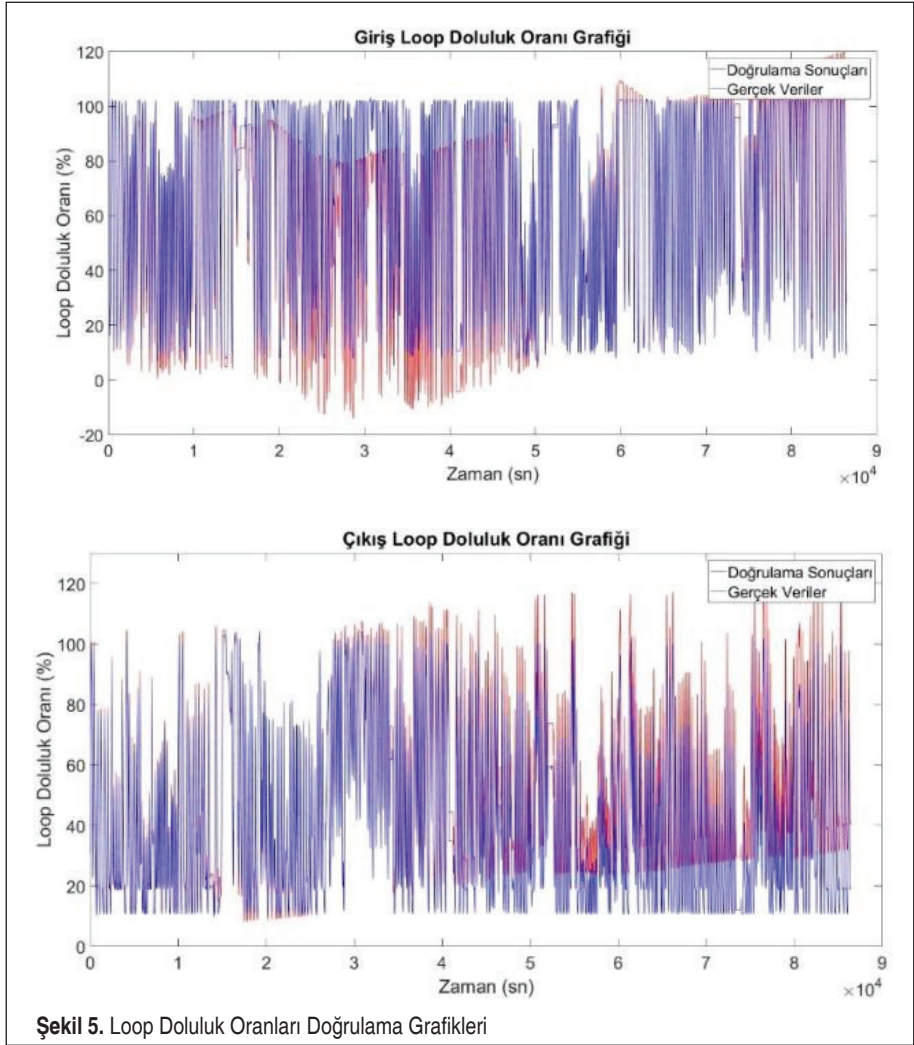 Giriş Loop Doluluk Oranı Grafiği
Doğrulama Sonuçları
Gerçek Veriler
Loop Doluluk Oranı (%)
120
100
80
60
40
20
0
-20
0 1 2 3 4 5 6 7 8 9
×10⁴
Zaman (sn)
Çıkış Loop Doluluk Oranı Grafiği
Doğrulama Sonuçları
Gerçek Veriler
Loop Doluluk Oranı (%)
120
100
80
60
40
20
0
0 1 2 3 4 5 6 7 8 9
×10⁴
Zaman (sn)
Şekil 5. Loop Doluluk Oranları Doğrulama Grafikleri